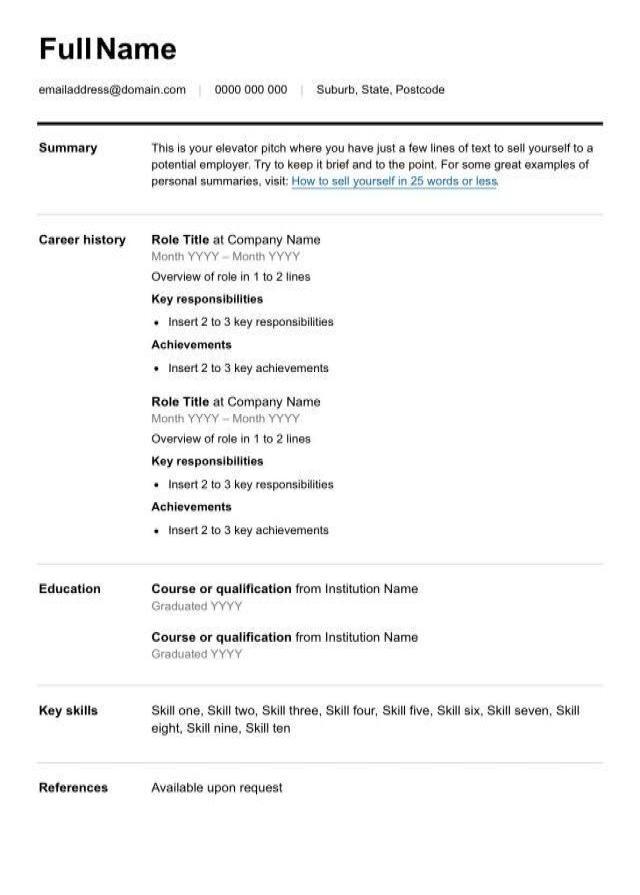 Full Name
emailaddress@domain.com | 0000 000 000 | Suburb, State, Postcode
Summary This is your elevator pitch where you have just a few lines of text to sell yourself to a
potential employer. Try to keep it brief and to the point. For some great examples of
personal summaries, visit: How to sell yourself in 25 words or less.
Career history Role Title at Company Name
Month YYYY – Month YYYY
Overview of role in 1 to 2 lines
Key responsibilities
• Insert 2 to 3 key responsibilities
Achievements
• Insert 2 to 3 key achievements
Role Title at Company Name
Month YYYY – Month YYYY
Overview of role in 1 to 2 lines
Key responsibilities
• Insert 2 to 3 key responsibilities
Achievements
• Insert 2 to 3 key achievements
Education Course or qualification from Institution Name
Graduated YYYY
Course or qualification from Institution Name
Graduated YYYY
Key skills Skill one, Skill two, Skill three, Skill four, Skill five, Skill six, Skill seven, Skill
eight, Skill nine, Skill ten
References Available upon request